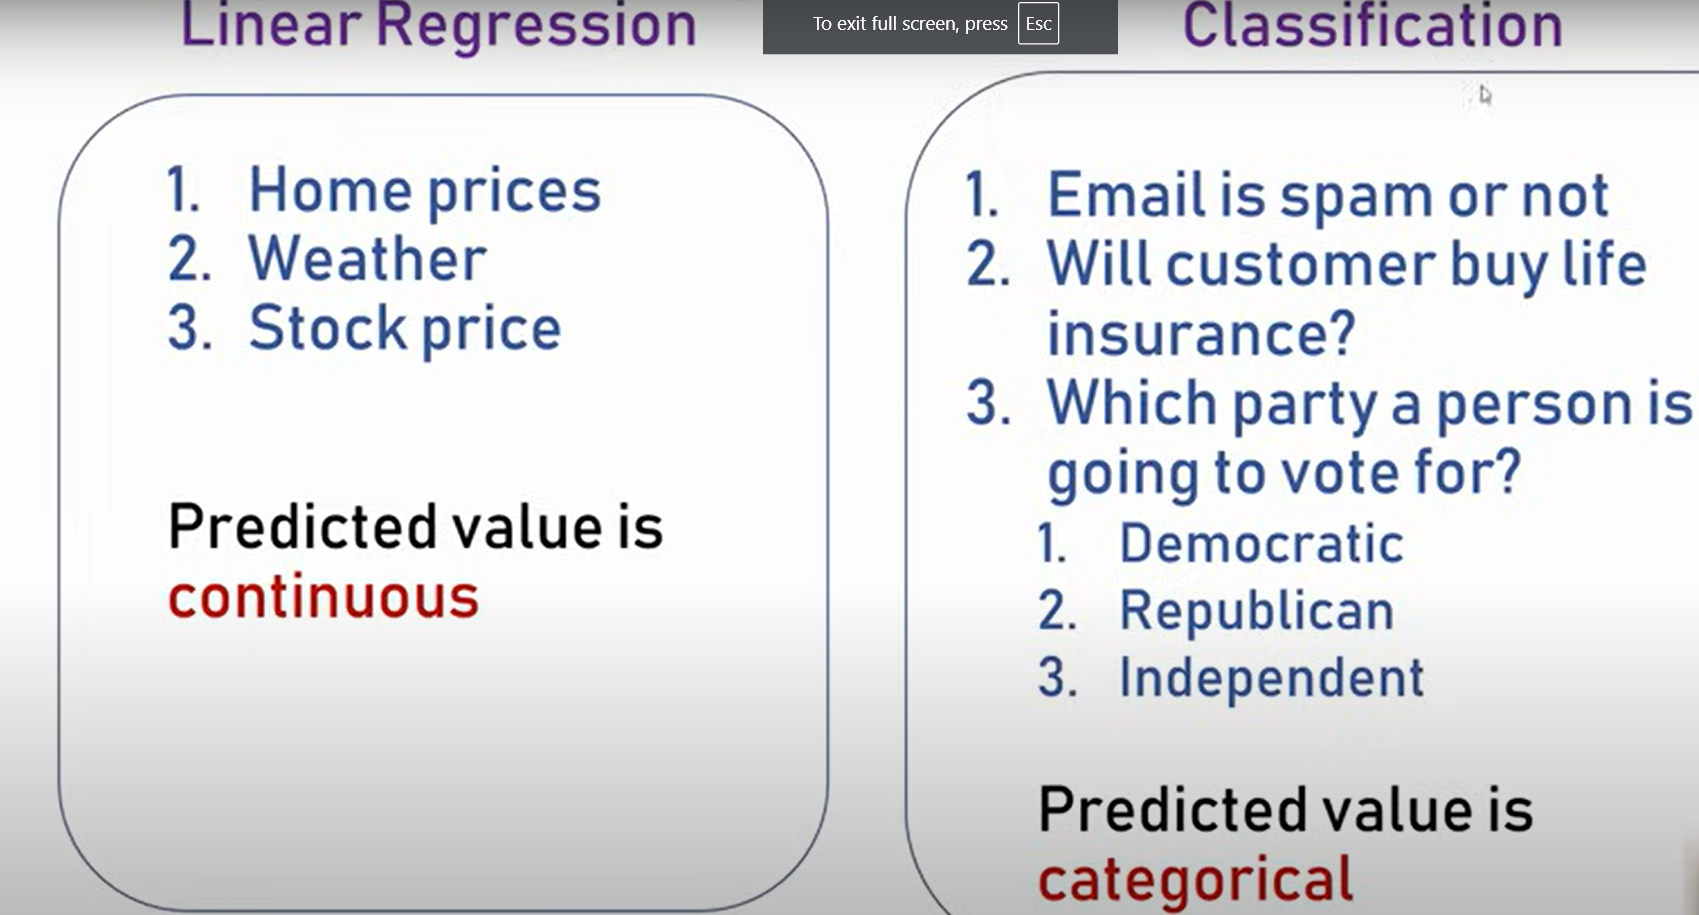 Linear Regression
To exit full screen, press Esc
Classification
1. Home prices
2. Weather
3. Stock price
Predicted value is
continuous
1. Email is spam or not
2. Will customer buy life
insurance?
3. Which party a person is
going to vote for?
1. Democratic
2. Republican
3. Independent
Predicted value is
categorical